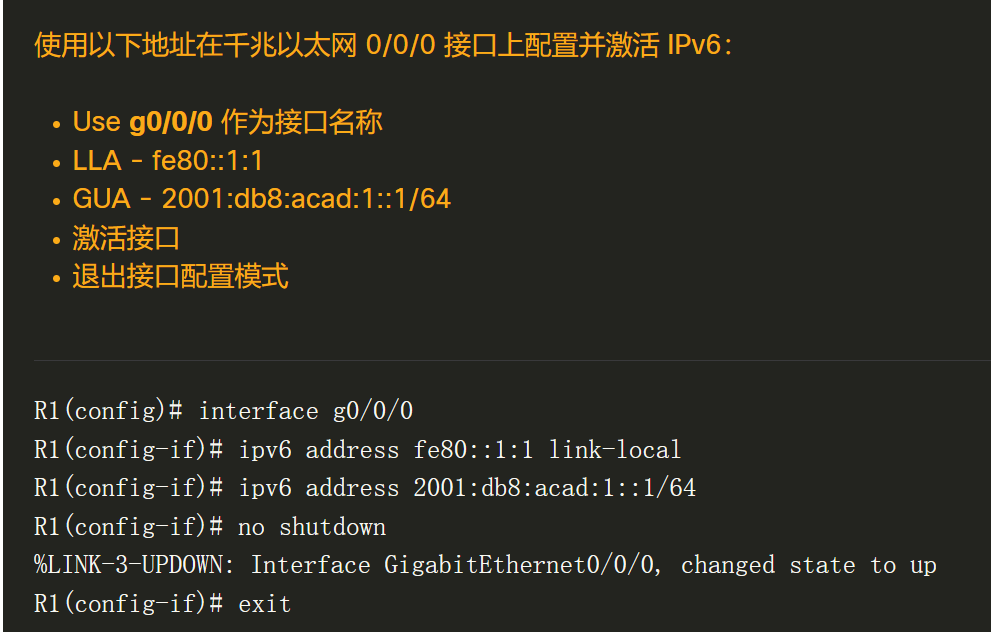 使用以下地址在千兆以太网 0/0/0 接口上配置并激活 IPv6：
• Use g0/0/0 作为接口名称
• LLA - fe80::1:1
• GUA - 2001:db8:acad:1::1/64
• 激活接口
• 退出接口配置模式
R1(config)# interface g0/0/0
R1(config-if)# ipv6 address fe80::1:1 link-local
R1(config-if)# ipv6 address 2001:db8:acad:1::1/64
R1(config-if)# no shutdown
%LINK-3-UPDOWN: Interface GigabitEthernet0/0/0, changed state to up
R1(config-if)# exit